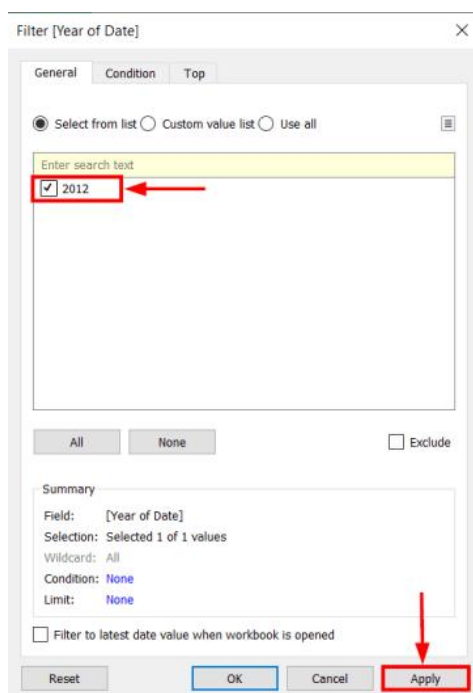 Filter [Year of Date]
General Condition Top
Select from list Custom value list Use all
Enter search text
2012
All None Exclude
Summary
Field: [Year of Date]
Selection: Selected 1 of 1 values
Wildcard: All
Condition: None
Limit: None
Filter to latest date value when workbook is opened
Reset OK Cancel Apply